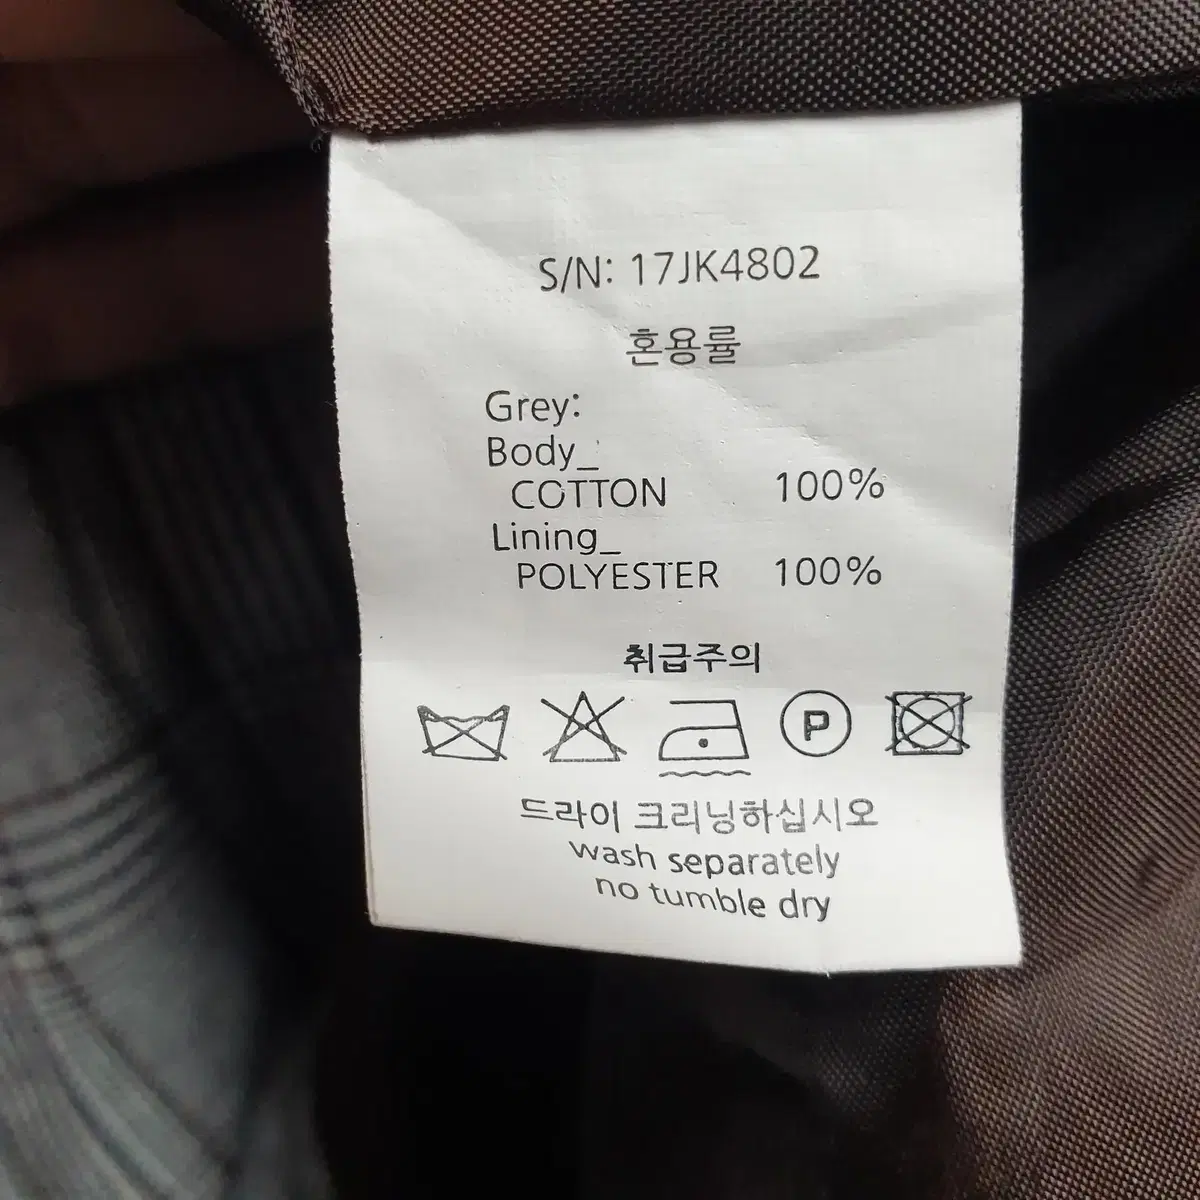 S/N: 17JK4802
혼용률
Grey:
Body_
COTTON 100%
Lining_
POLYESTER 100%
취급주의
P
드라이 크리닝하십시오
wash separately
no tumble dry